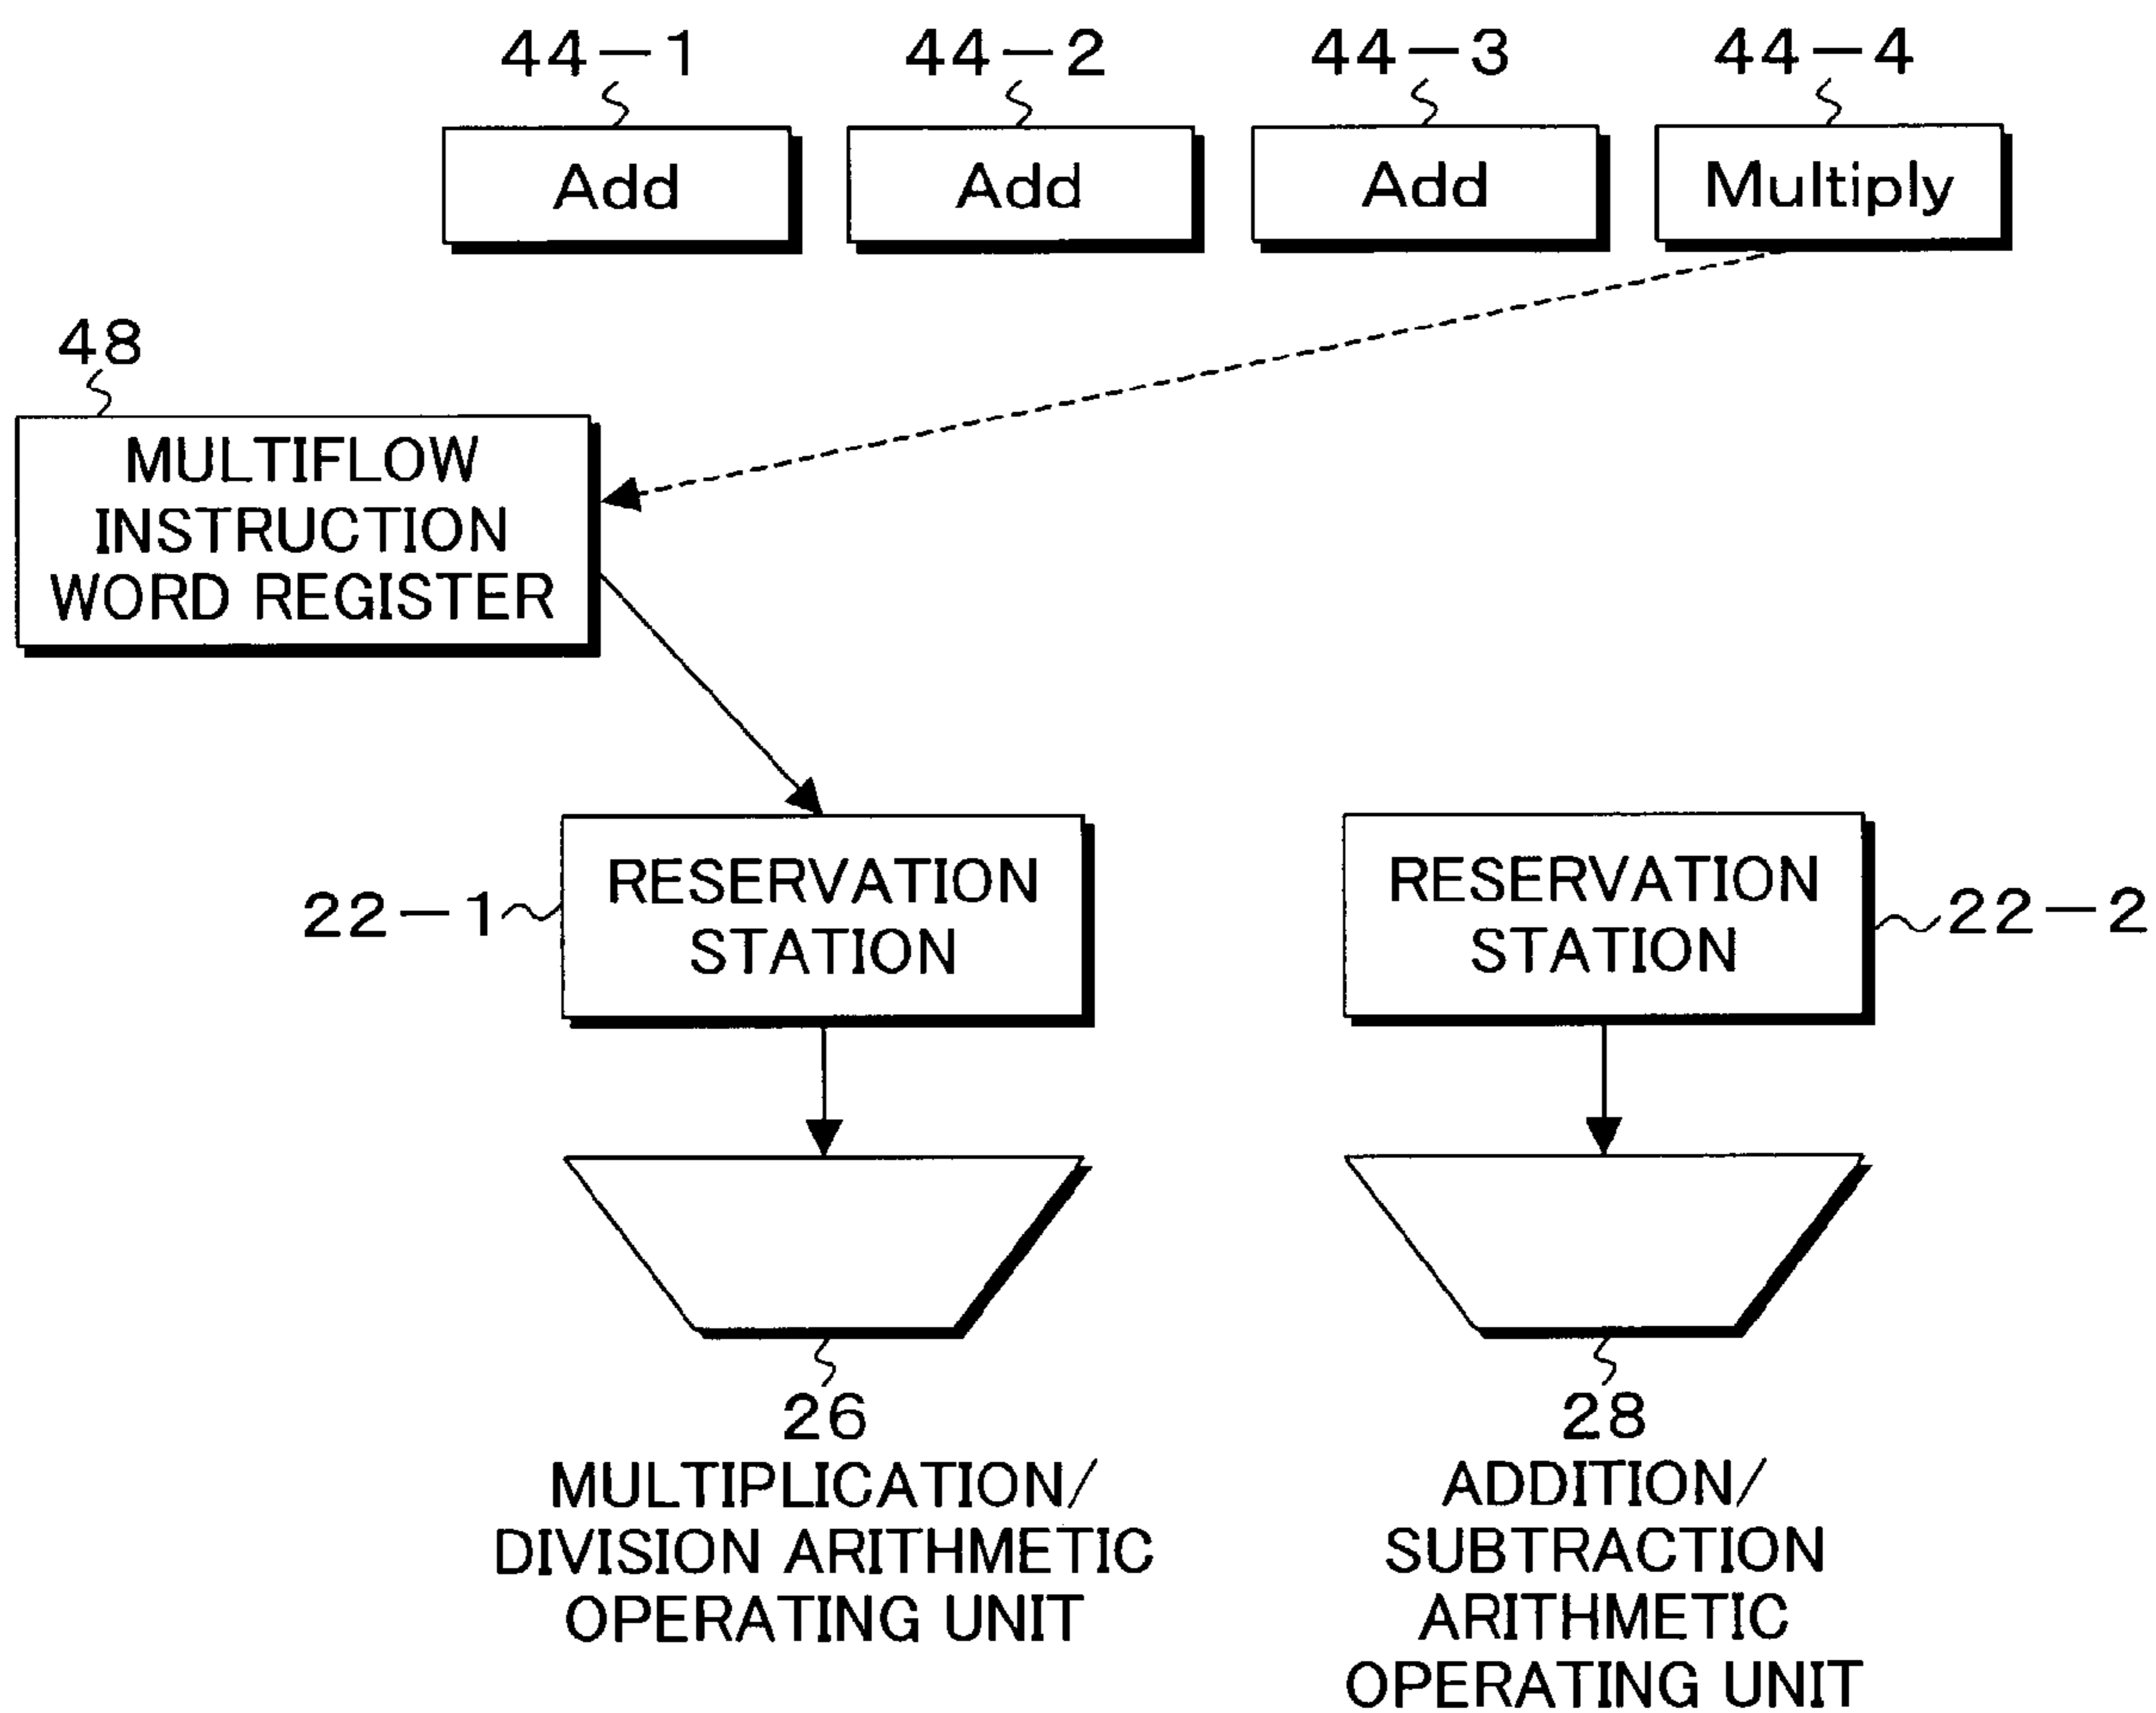 44-1 44-2 44-3 44-4
Add Add Add Multiply
48
MULTIFLOW
INSTRUCTION
WORD REGISTER
RESERVATION
STATION
22-1
RESERVATION
STATION
22-2
26
MULTIPLICATION/
DIVISION ARITHMETIC
OPERATING UNIT
28
ADDITION/
SUBTRACTION
ARITHMETIC
OPERATING UNIT